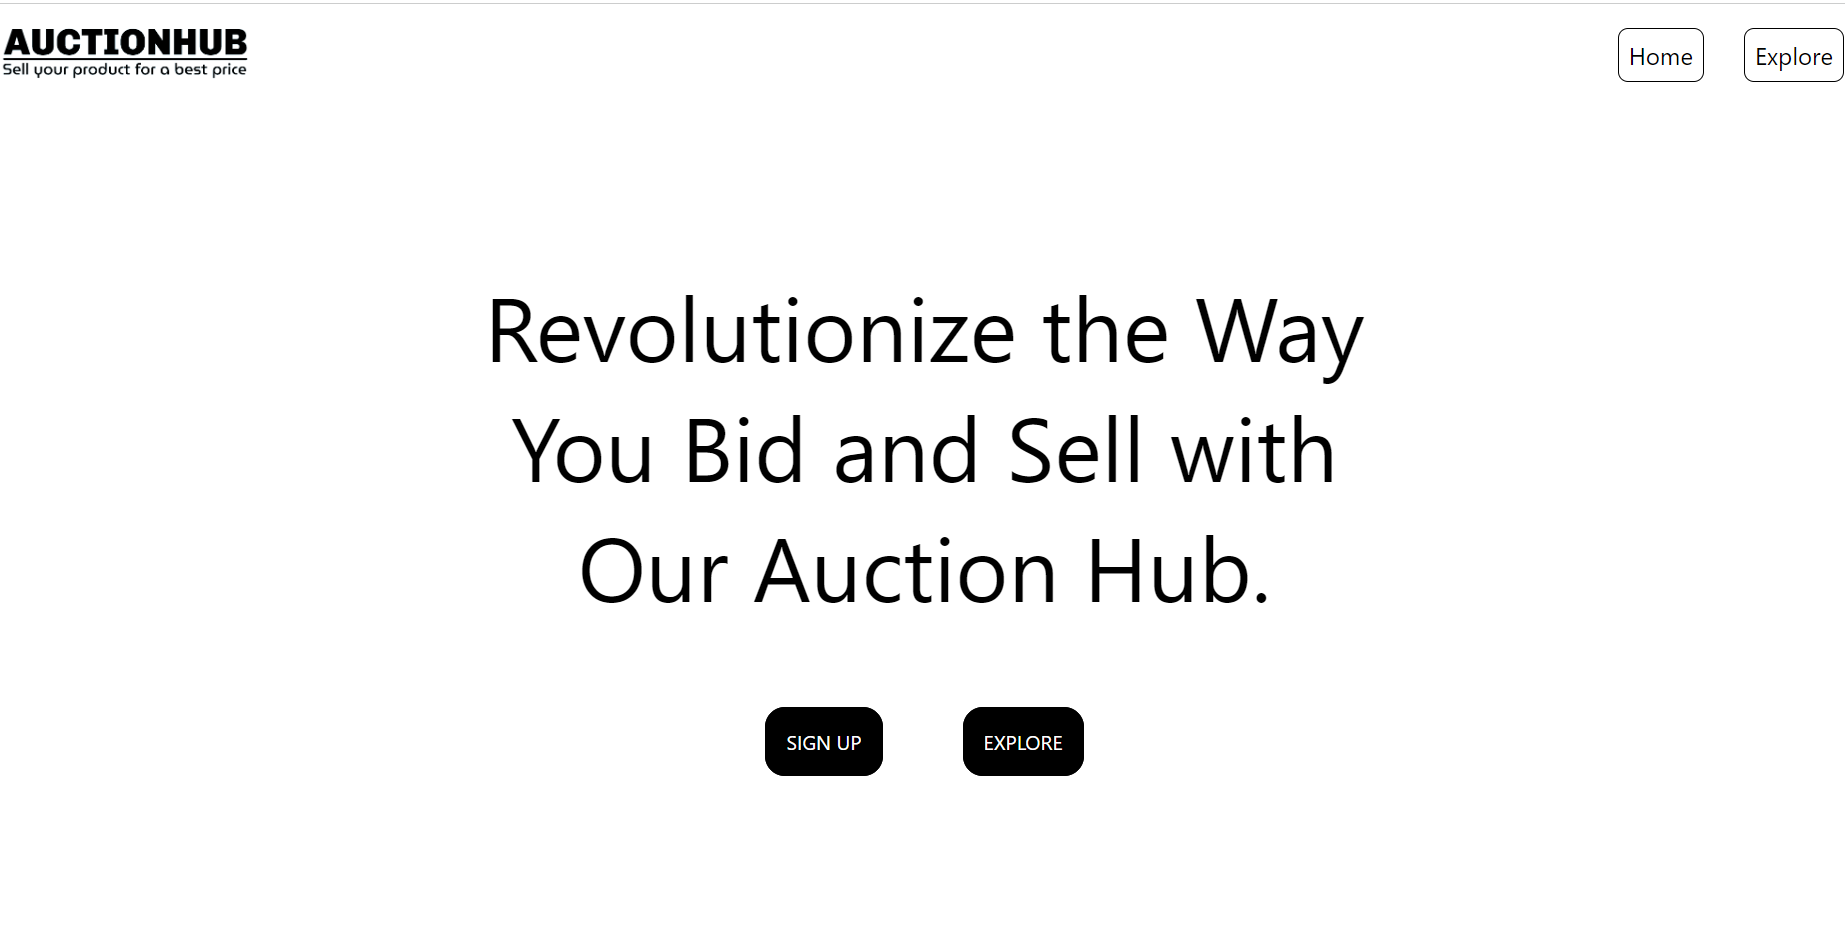 AUCTIONHUB
Sell your product for a best price
Home
Explore
Revolutionize the Way
You Bid and Sell with
Our Auction Hub.
SIGN UP
EXPLORE